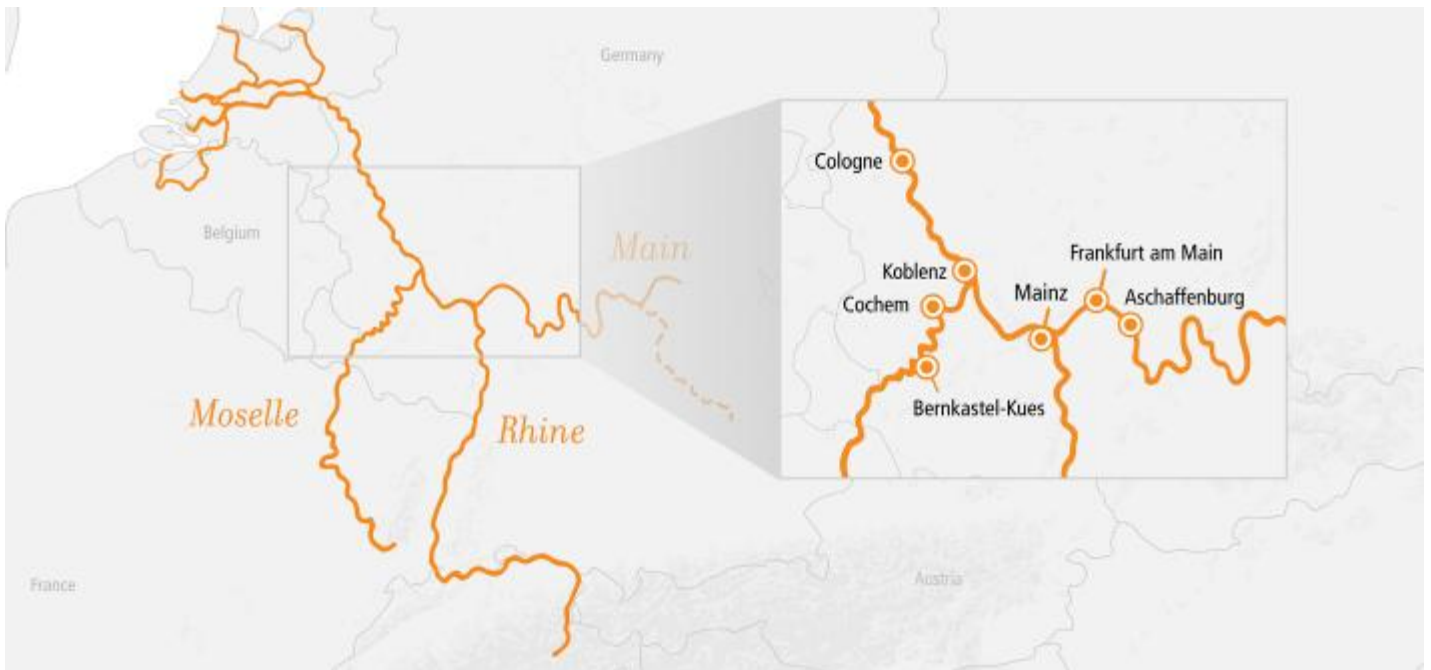 Germany
Cologne
Belgium
Main
Frankfurt am Main
Koblenz
Mainz
Cochem
Aschaffenburg
Moselle
Bernkastel-Kues
Rhine
France
Austria